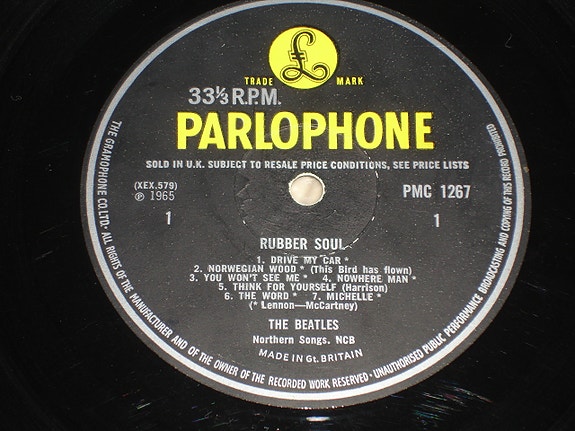 £
TRADE MARK
33⅓ R.P.M.
PARLOPHONE
SOLD IN U.K. SUBJECT TO RESALE PRICE CONDITIONS, SEE PRICE LISTS
(XEX.579) PMC 1267
℗ 1965
1 1
RUBBER SOUL
1. DRIVE MY CAR *
2. NORWEGIAN WOOD * (This Bird has flown)
3. YOU WON'T SEE ME * 4. NOWHERE MAN *
5. THINK FOR YOURSELF (Harrison)
6. THE WORD * 7. MICHELLE *
(* Lennon—McCartney)
THE BEATLES
Northern Songs. NCB
MADE IN Gt. BRITAIN
THE GRAMOPHONE CO. LTD. ALL RIGHTS OF THE MANUFACTURER AND OF THE OWNER OF THE RECORDED WORK RESERVED · UNAUTHORISED PUBLIC PERFORMANCE BROADCASTING AND COPYING OF THIS RECORD PROHIBITED